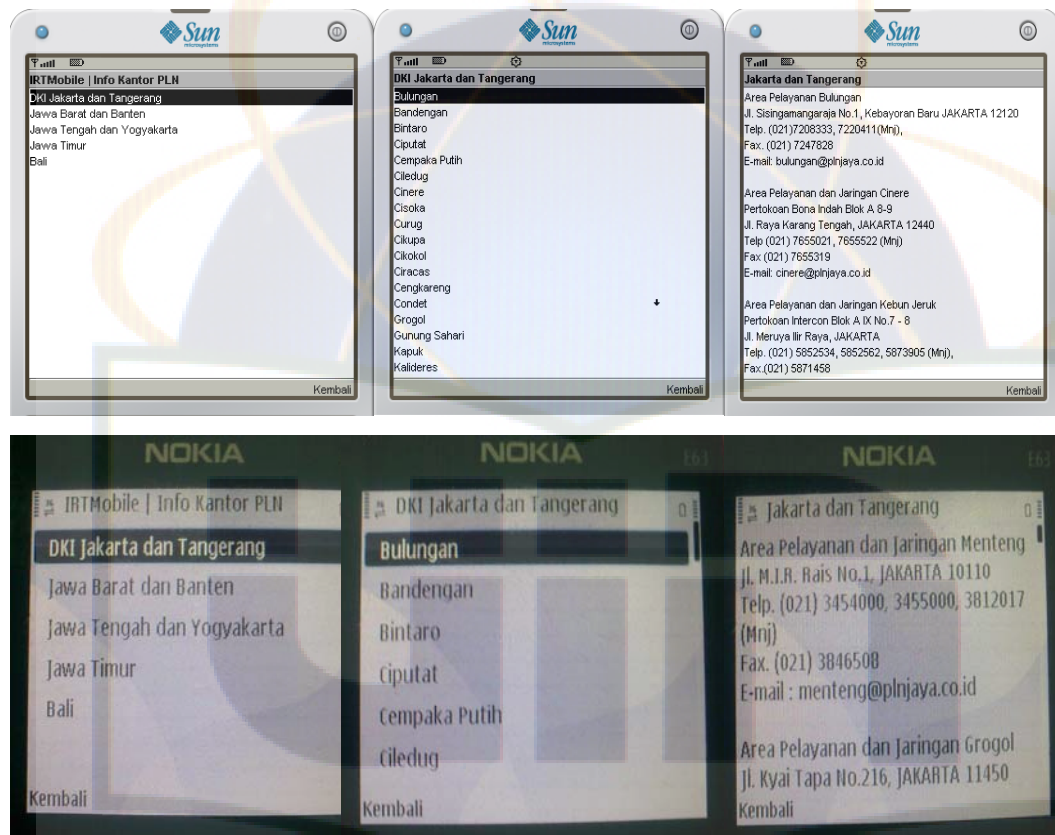 Sun
microsystems
IRTMobile | Info Kantor PLN
DKI Jakarta dan Tangerang
Jawa Barat dan Banten
Jawa Tengah dan Yogyakarta
Jawa Timur
Bali
Kembali
Sun
microsystems
DKI Jakarta dan Tangerang
Bulungan
Bandengan
Bintaro
Ciputat
Cempaka Putih
Ciledug
Cinere
Cisoka
Curug
Cikupa
Cikokol
Ciracas
Cengkareng
Condet
Grogol
Gunung Sahari
Kapuk
Kalideres
Kembali
Sun
microsystems
Jakarta dan Tangerang
Area Pelayanan Bulungan
Jl. Sisingamangaraja No.1, Kebayoran Baru JAKARTA 12120
Telp. (021)7208333, 7220411(Mnj),
Fax. (021) 7247828
E-mail: bulungan@plnjaya.co.id
Area Pelayanan dan Jaringan Cinere
Pertokoan Bona Indah Blok A 8-9
Jl. Raya Karang Tengah, JAKARTA 12440
Telp (021) 7655021, 7655522 (Mnj)
Fax (021) 7655319
E-mail: cinere@plnjaya.co.id
Area Pelayanan dan Jaringan Kebun Jeruk
Pertokoan Intercon Blok A IX No.7 - 8
Jl. Meruya Ilir Raya, JAKARTA
Telp. (021) 5852534, 5852562, 5873905 (Mnj),
Fax.(021) 5871458
Kembali
NOKIA
IRTMobile | Info Kantor PLN
DKI Jakarta dan Tangerang
Jawa Barat dan Banten
Jawa Tengah dan Yogyakarta
Jawa Timur
Bali
Kembali
NOKIA
E63
DKI Jakarta dan Tangerang
Bulungan
Bandengan
Bintaro
Ciputat
Cempaka Putih
Ciledug
Kembali
NOKIA
E63
Jakarta dan Tangerang
Area Pelayanan dan Jaringan Menteng
Jl. M.I.R. Rais No.1, JAKARTA 10110
Telp. (021) 3454000, 3455000, 3812017
(Mnj)
Fax. (021) 3846508
E-mail : menteng@plnjaya.co.id
Area Pelayanan dan Jaringan Grogol
Jl. Kyai Tapa No.216, JAKARTA 11450
Kembali